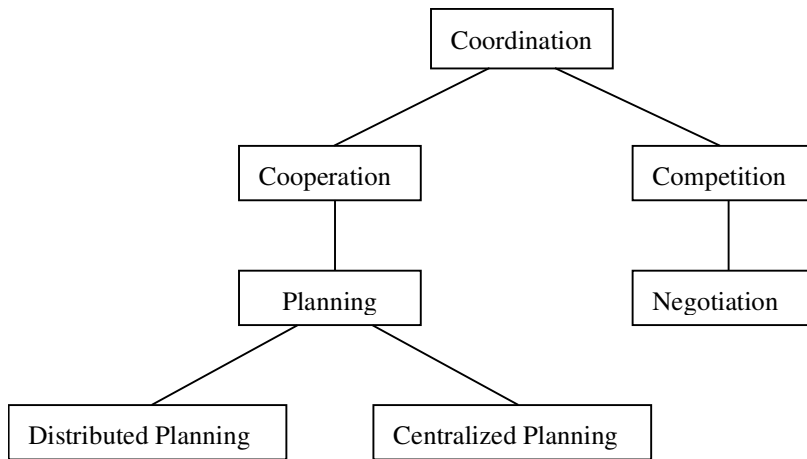 Coordination
Cooperation
Competition
Planning
Negotiation
Distributed Planning
Centralized Planning